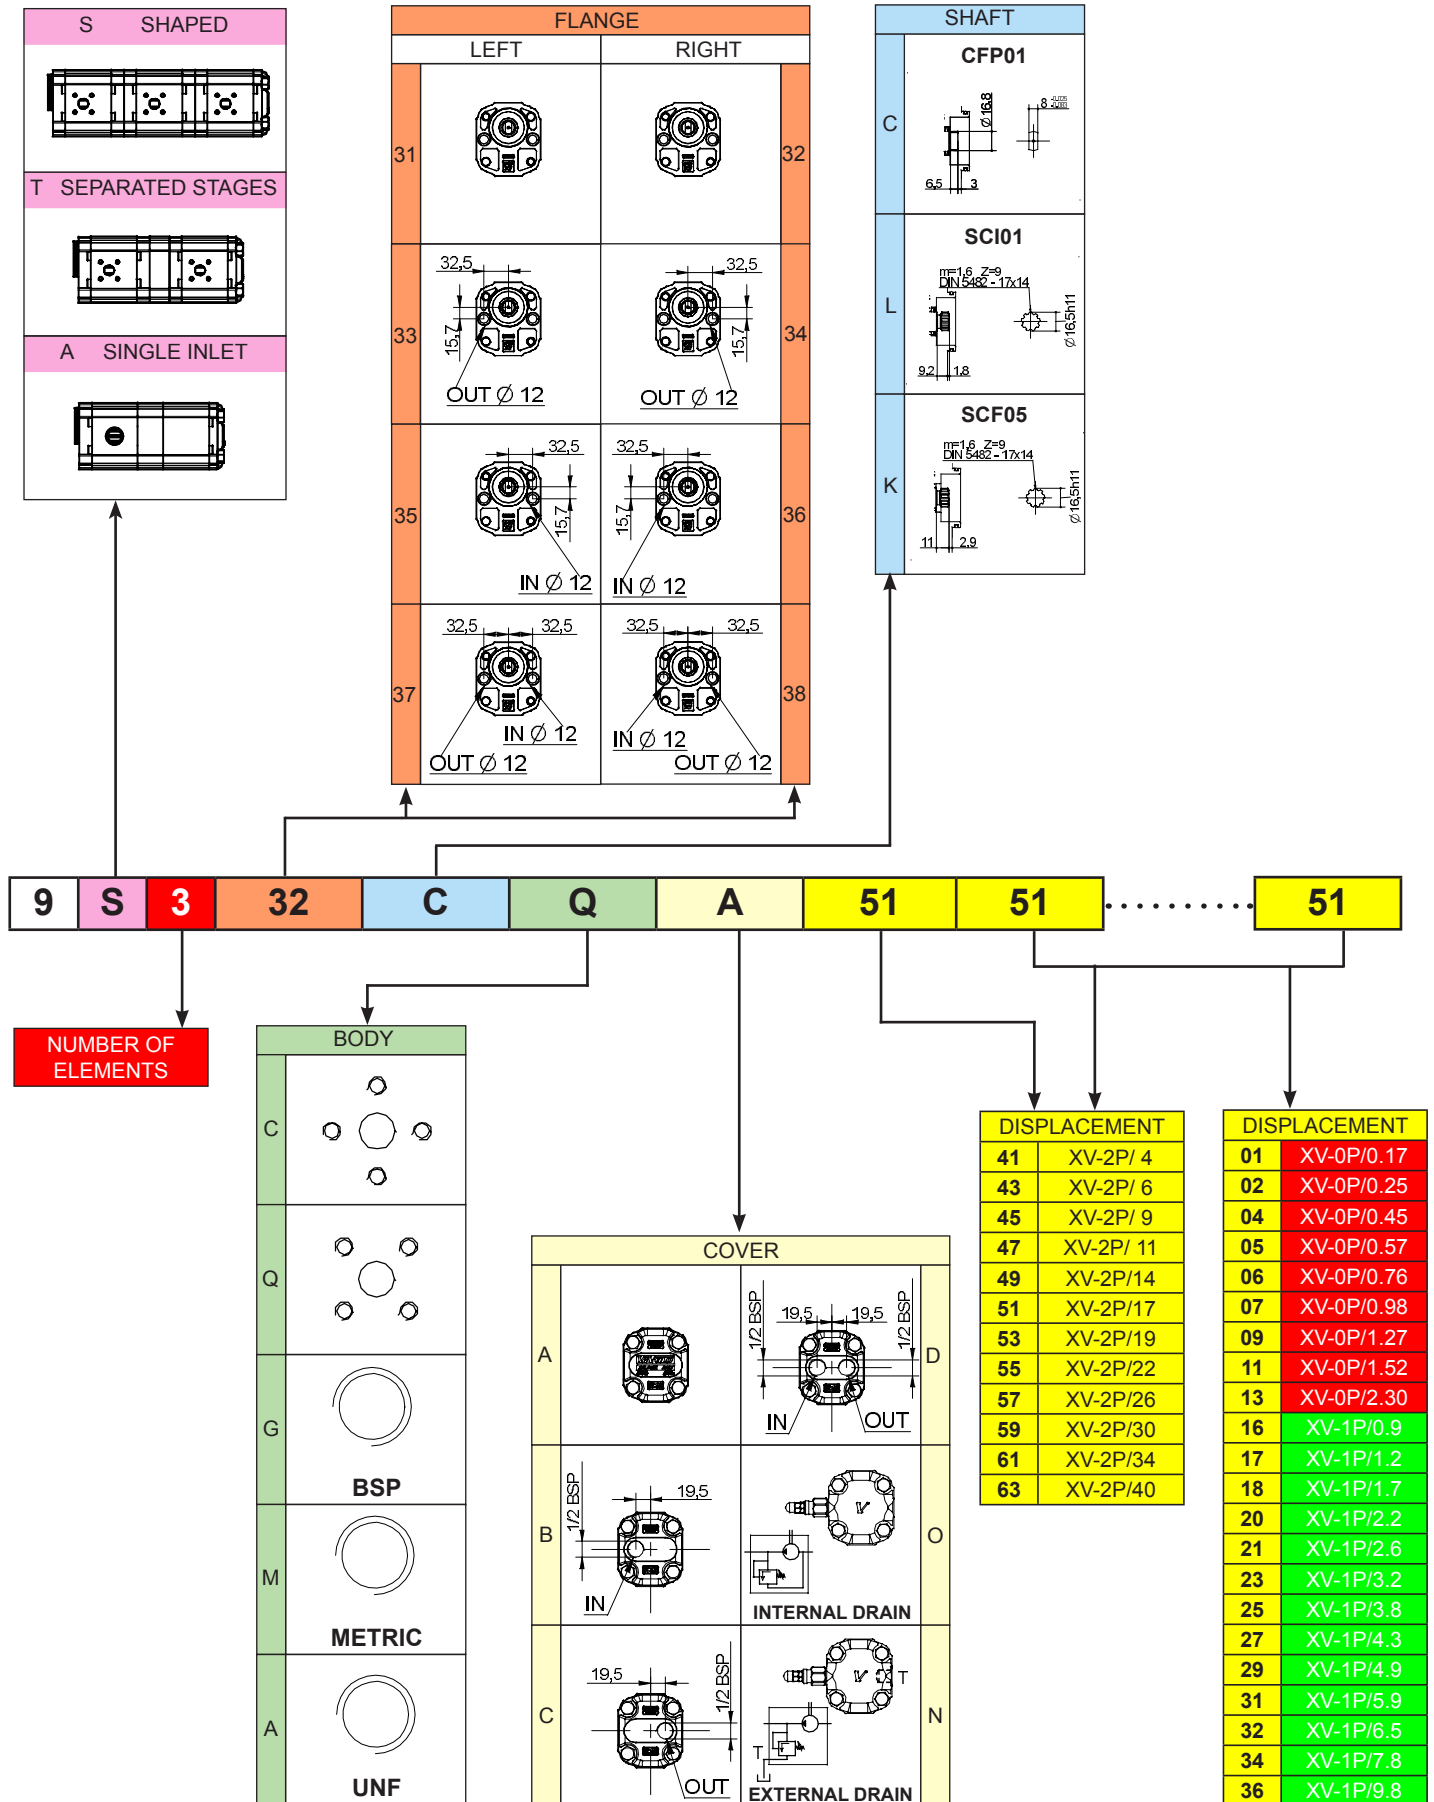 S SHAPED
T SEPARATED STAGES
A SINGLE INLET
FLANGE
LEFT RIGHT
31 32
32,5 32,5
33 15,7 15,7 34
OUT Ø 12 OUT Ø 12
32,5 32,5
35 15,7 15,7 36
IN Ø 12 IN Ø 12
32,5 32,5 32,5 32,5
37 38
IN Ø 12 IN Ø 12
OUT Ø 12 OUT Ø 12
SHAFT
CFP01
C
Ø16.8
8
6,5 3
SCI01
m=1,6 Z=9
DIN 5482 - 17x14
L
Ø16,5h11
9,2 1,8
SCF05
m=1,6 Z=9
DIN 5482 - 17x14
K
Ø16,5h11
11 2,9
9 S 3 32 C Q A 51 51 .......... 51
NUMBER OF
ELEMENTS
BODY
C
Q
G
BSP
M
METRIC
A
UNF
COVER
A
1/2 BSP 19,5 19,5 1/2 BSP
D
IN OUT
1/2 BSP 19,5
B
IN
O
INTERNAL DRAIN
19,5 1/2 BSP
C
OUT
T
N
T
EXTERNAL DRAIN
DISPLACEMENT
41 XV-2P/ 4
43 XV-2P/ 6
45 XV-2P/ 9
47 XV-2P/ 11
49 XV-2P/14
51 XV-2P/17
53 XV-2P/19
55 XV-2P/22
57 XV-2P/26
59 XV-2P/30
61 XV-2P/34
63 XV-2P/40
DISPLACEMENT
01 XV-0P/0.17
02 XV-0P/0.25
04 XV-0P/0.45
05 XV-0P/0.57
06 XV-0P/0.76
07 XV-0P/0.98
09 XV-0P/1.27
11 XV-0P/1.52
13 XV-0P/2.30
16 XV-1P/0.9
17 XV-1P/1.2
18 XV-1P/1.7
20 XV-1P/2.2
21 XV-1P/2.6
23 XV-1P/3.2
25 XV-1P/3.8
27 XV-1P/4.3
29 XV-1P/4.9
31 XV-1P/5.9
32 XV-1P/6.5
34 XV-1P/7.8
36 XV-1P/9.8